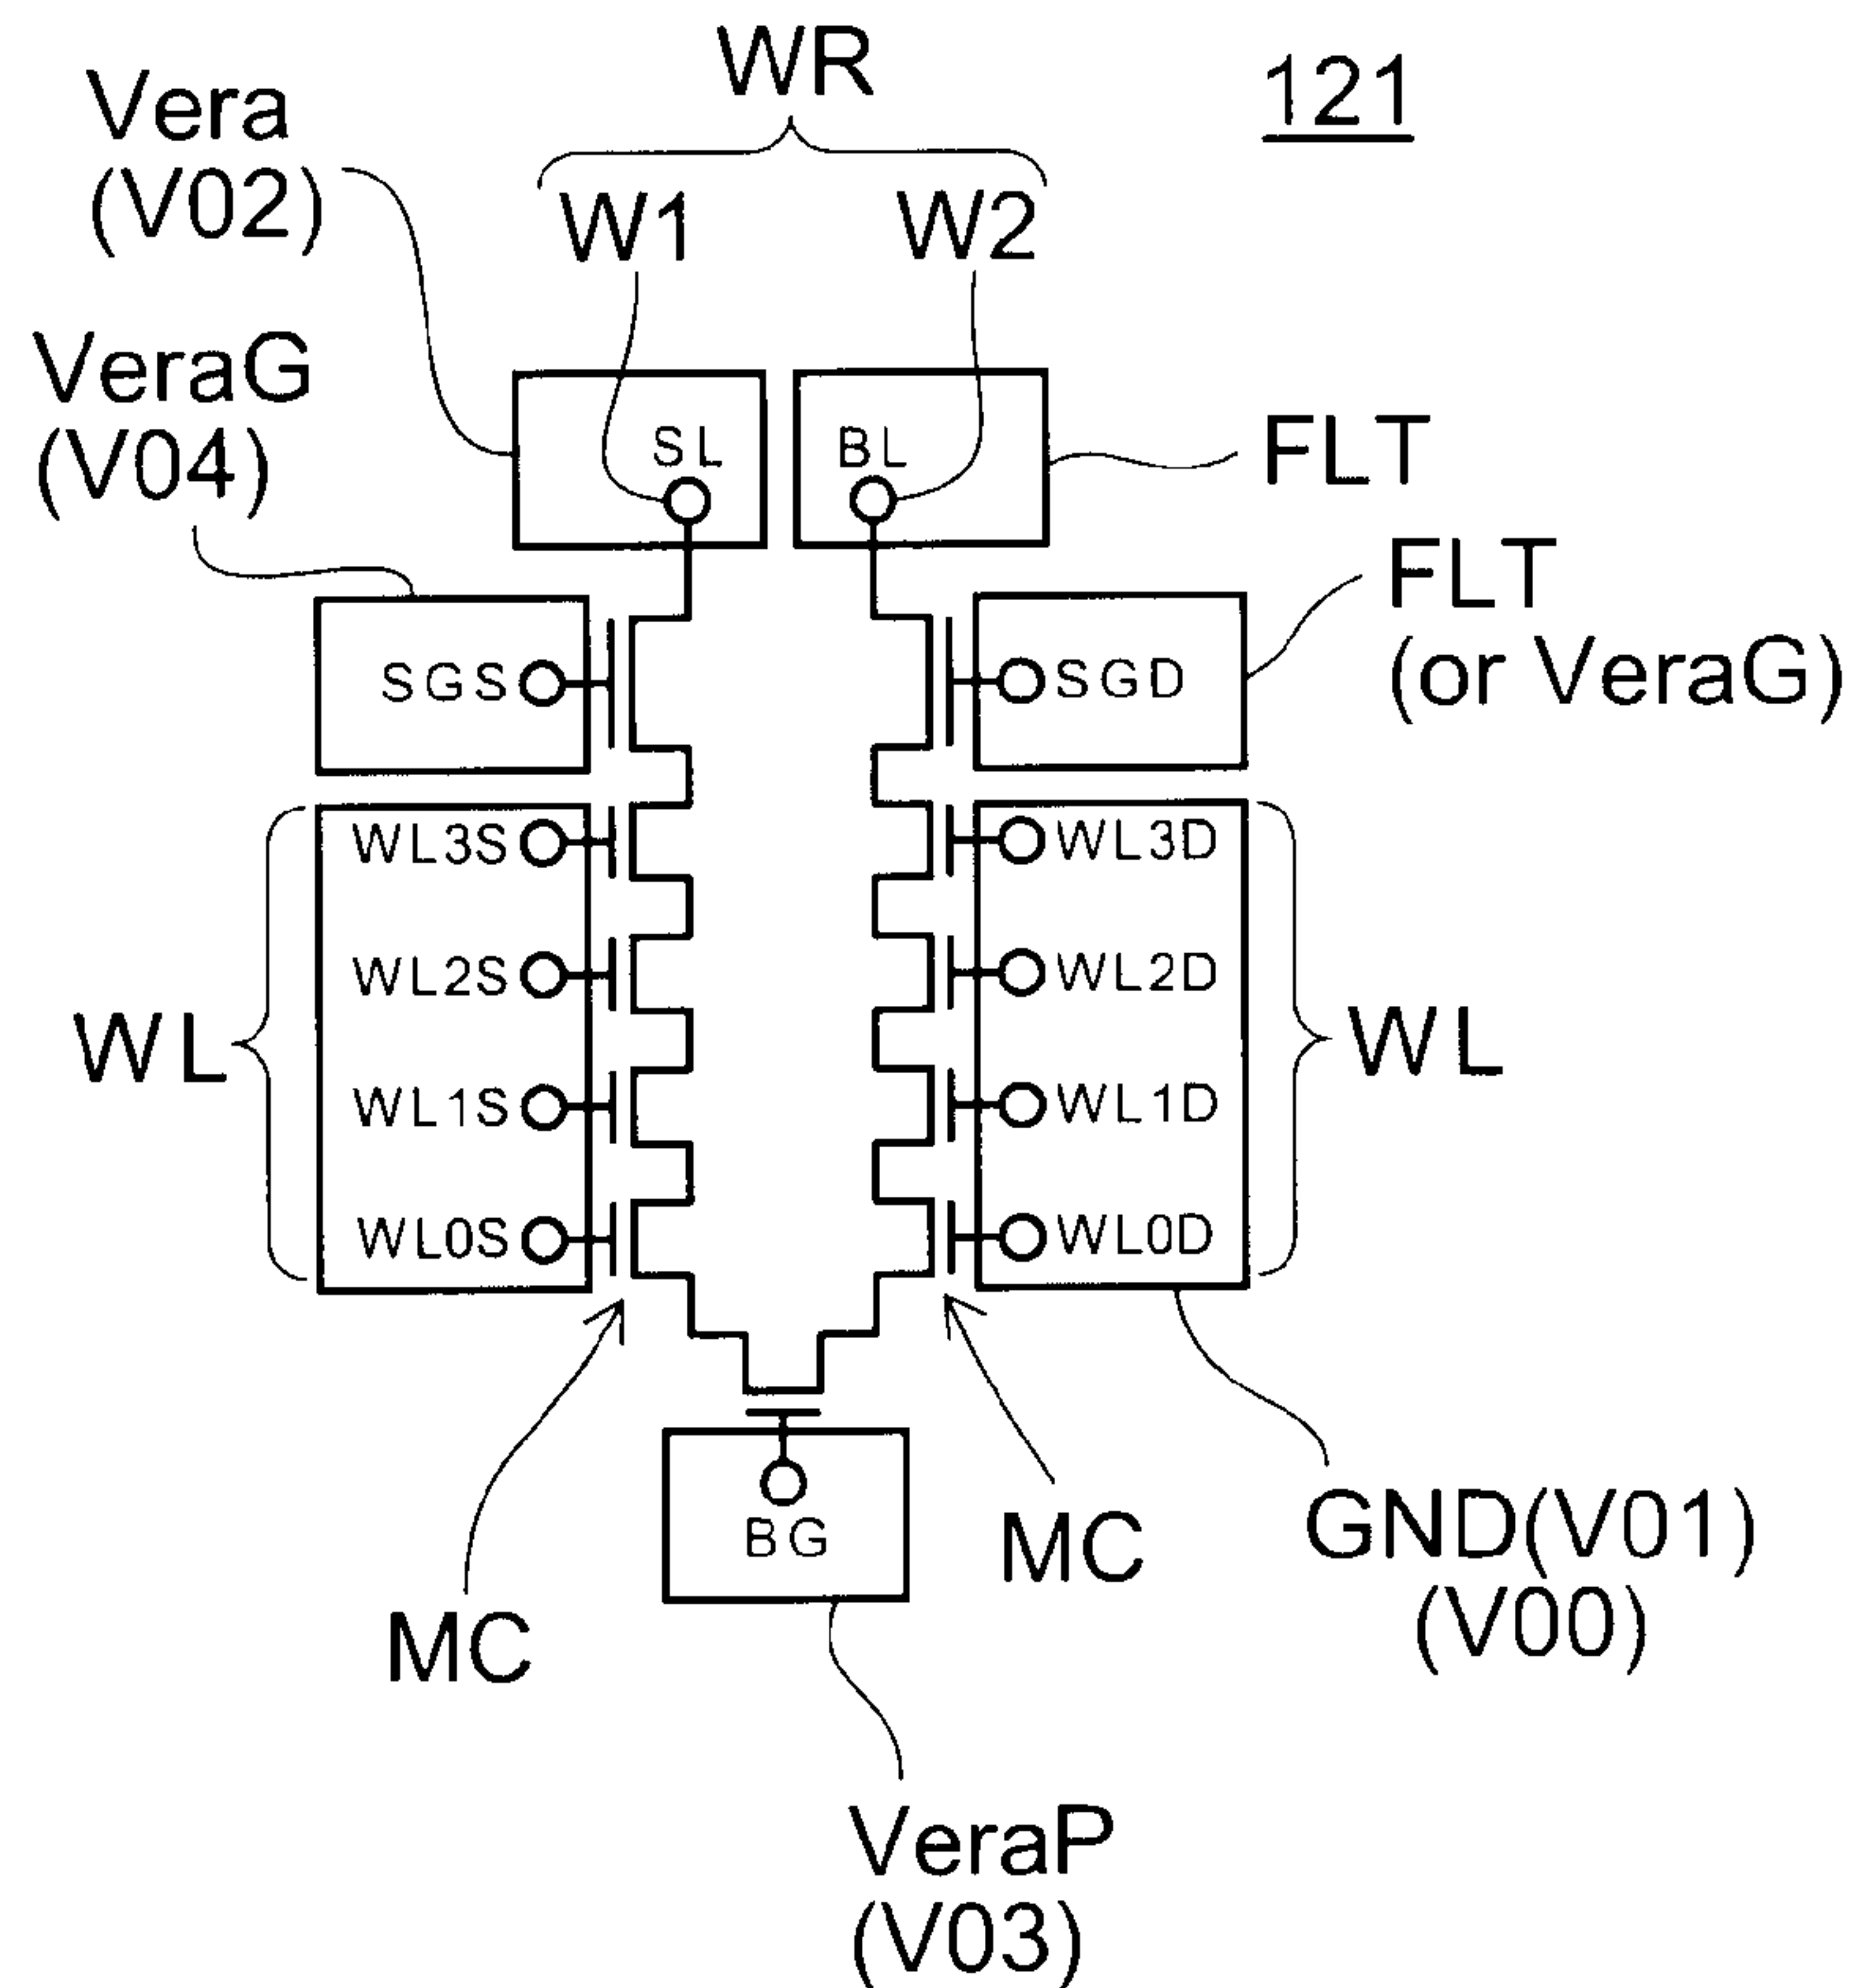 WR
121
Vera
(V02)
W1
W2
VeraG
(V04)
SL
BL
FLT
FLT
(or VeraG)
SGS
SGD
WL3S
WL3D
WL2S
WL2D
WL
WL
WL1S
WL1D
WL0S
WL0D
BG
MC
GND(V01)
(V00)
MC
VeraP
(V03)